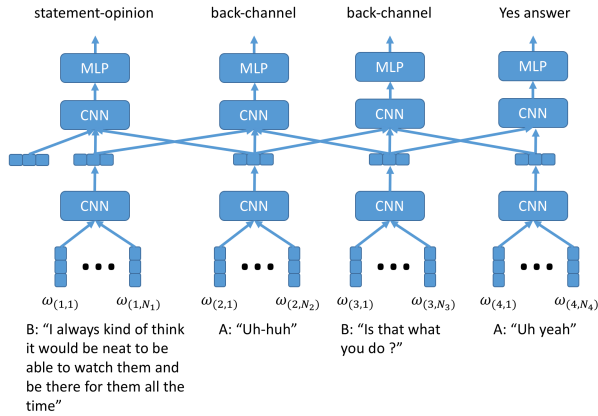 statement-opinion back-channel back-channel Yes answer
MLP MLP MLP MLP
CNN CNN CNN CNN
CNN CNN CNN CNN
ω(1,1) ω(1,N1) ω(2,1) ω(2,N2) ω(3,1) ω(3,N3) ω(4,1) ω(4,N4)
B: “I always kind of think
it would be neat to be
able to watch them and
be there for them all the
time”
A: “Uh-huh”
B: “Is that what
you do ?”
A: “Uh yeah”